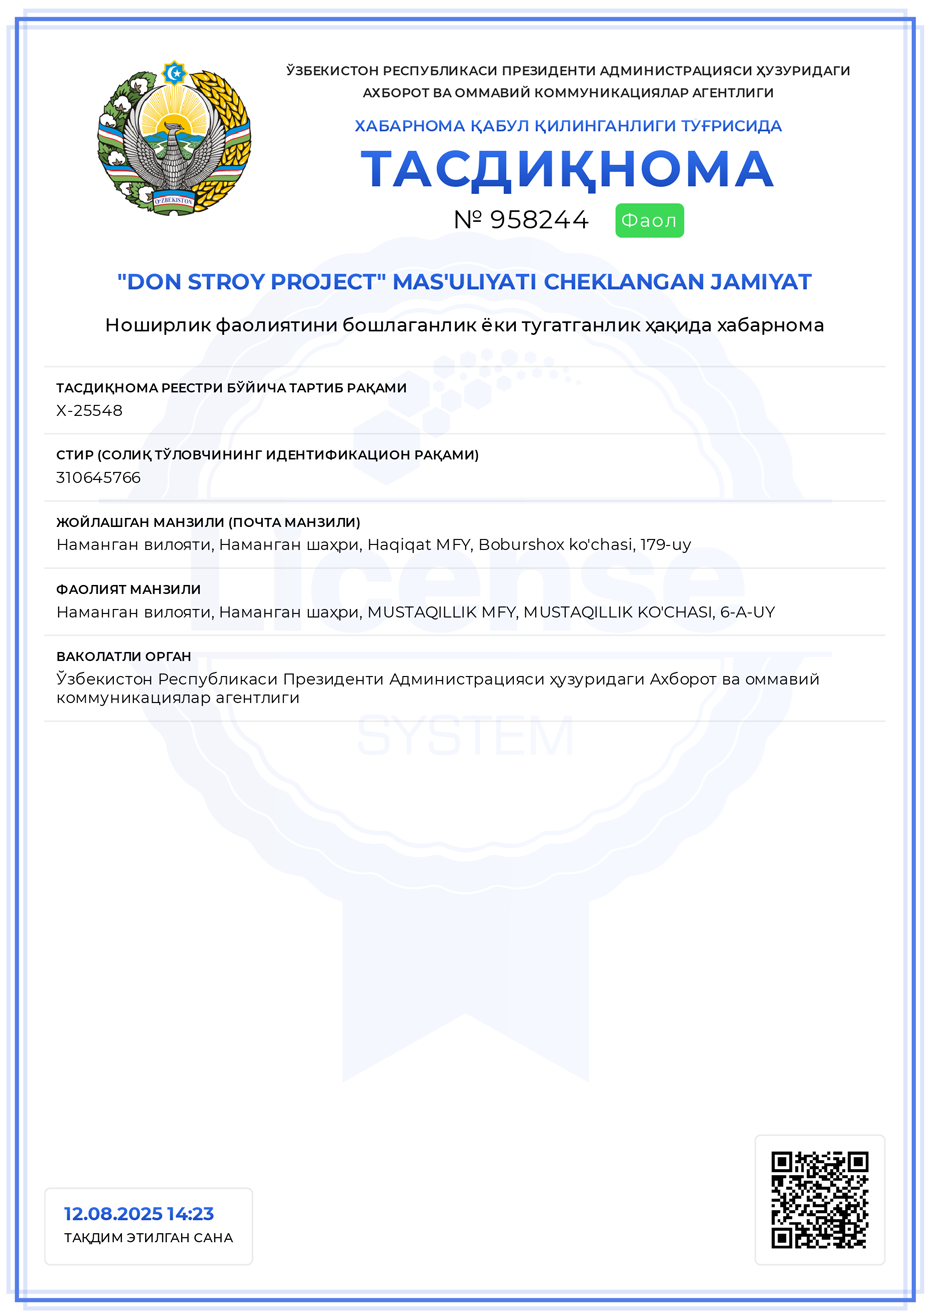 ЎЗБЕКИСТОН РЕСПУБЛИКАСИ ПРЕЗИДЕНТИ АДМИНИСТРАЦИЯСИ ҲУЗУРИДАГИ
АХБОРОТ ВА ОММАВИЙ КОММУНИКАЦИЯЛАР АГЕНТЛИГИ
ХАБАРНОМА ҚАБУЛ ҚИЛИНГАНЛИГИ ТУҒРИСИДА
ТАСДИҚНОМА
№ 958244 Фаол
O‘ZBEKISTON
"DON STROY PROJECT" MAS'ULIYATI CHEKLANGAN JAMIYAT
Ноширлик фаолиятини бошлаганлик ёки тугатганлик ҳақида хабарнома
ТАСДИҚНОМА РЕЕСТРИ БЎЙИЧА ТАРТИБ РАҚАМИ
X-25548
СТИР (СОЛИҚ ТЎЛОВЧИНИНГ ИДЕНТИФИКАЦИОН РАҚАМИ)
310645766
ЖОЙЛАШГАН МАНЗИЛИ (ПОЧТА МАНЗИЛИ)
Наманган вилояти, Наманган шаҳри, Haqiqat MFY, Boburshox ko'chasi, 179-uy
ФАОЛИЯТ МАНЗИЛИ
Наманган вилояти, Наманган шаҳри, MUSTAQILLIK MFY, MUSTAQILLIK KO'CHASI, 6-A-UY
License
ВАКОЛАТЛИ ОРГАН
Ўзбекистон Республикаси Президенти Администрацияси ҳузуридаги Ахборот ва оммавий
коммуникациялар агентлиги
SYSTEM
12.08.2025 14:23
ТАҚДИМ ЭТИЛГАН САНА